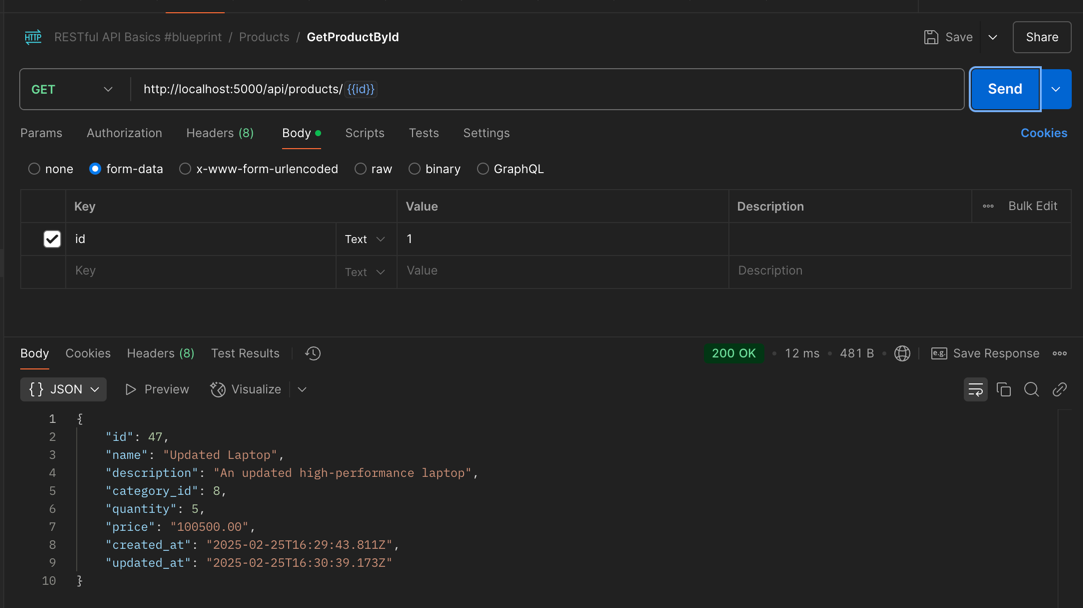 HTTP RESTful API Basics #blueprint / Products / GetProductById Save Share
GET http://localhost:5000/api/products/ {{id}} Send
Params Authorization Headers (8) Body Scripts Tests Settings Cookies
none form-data x-www-form-urlencoded raw binary GraphQL
Key Value Description Bulk Edit
id Text 1
Key Text Value Description
Body Cookies Headers (8) Test Results 200 OK • 12 ms • 481 B e.g. Save Response
{} JSON Preview Visualize
1 {
2 "id": 47,
3 "name": "Updated Laptop",
4 "description": "An updated high-performance laptop",
5 "category_id": 8,
6 "quantity": 5,
7 "price": "100500.00",
8 "created_at": "2025-02-25T16:29:43.811Z",
9 "updated_at": "2025-02-25T16:30:39.173Z"
10 }